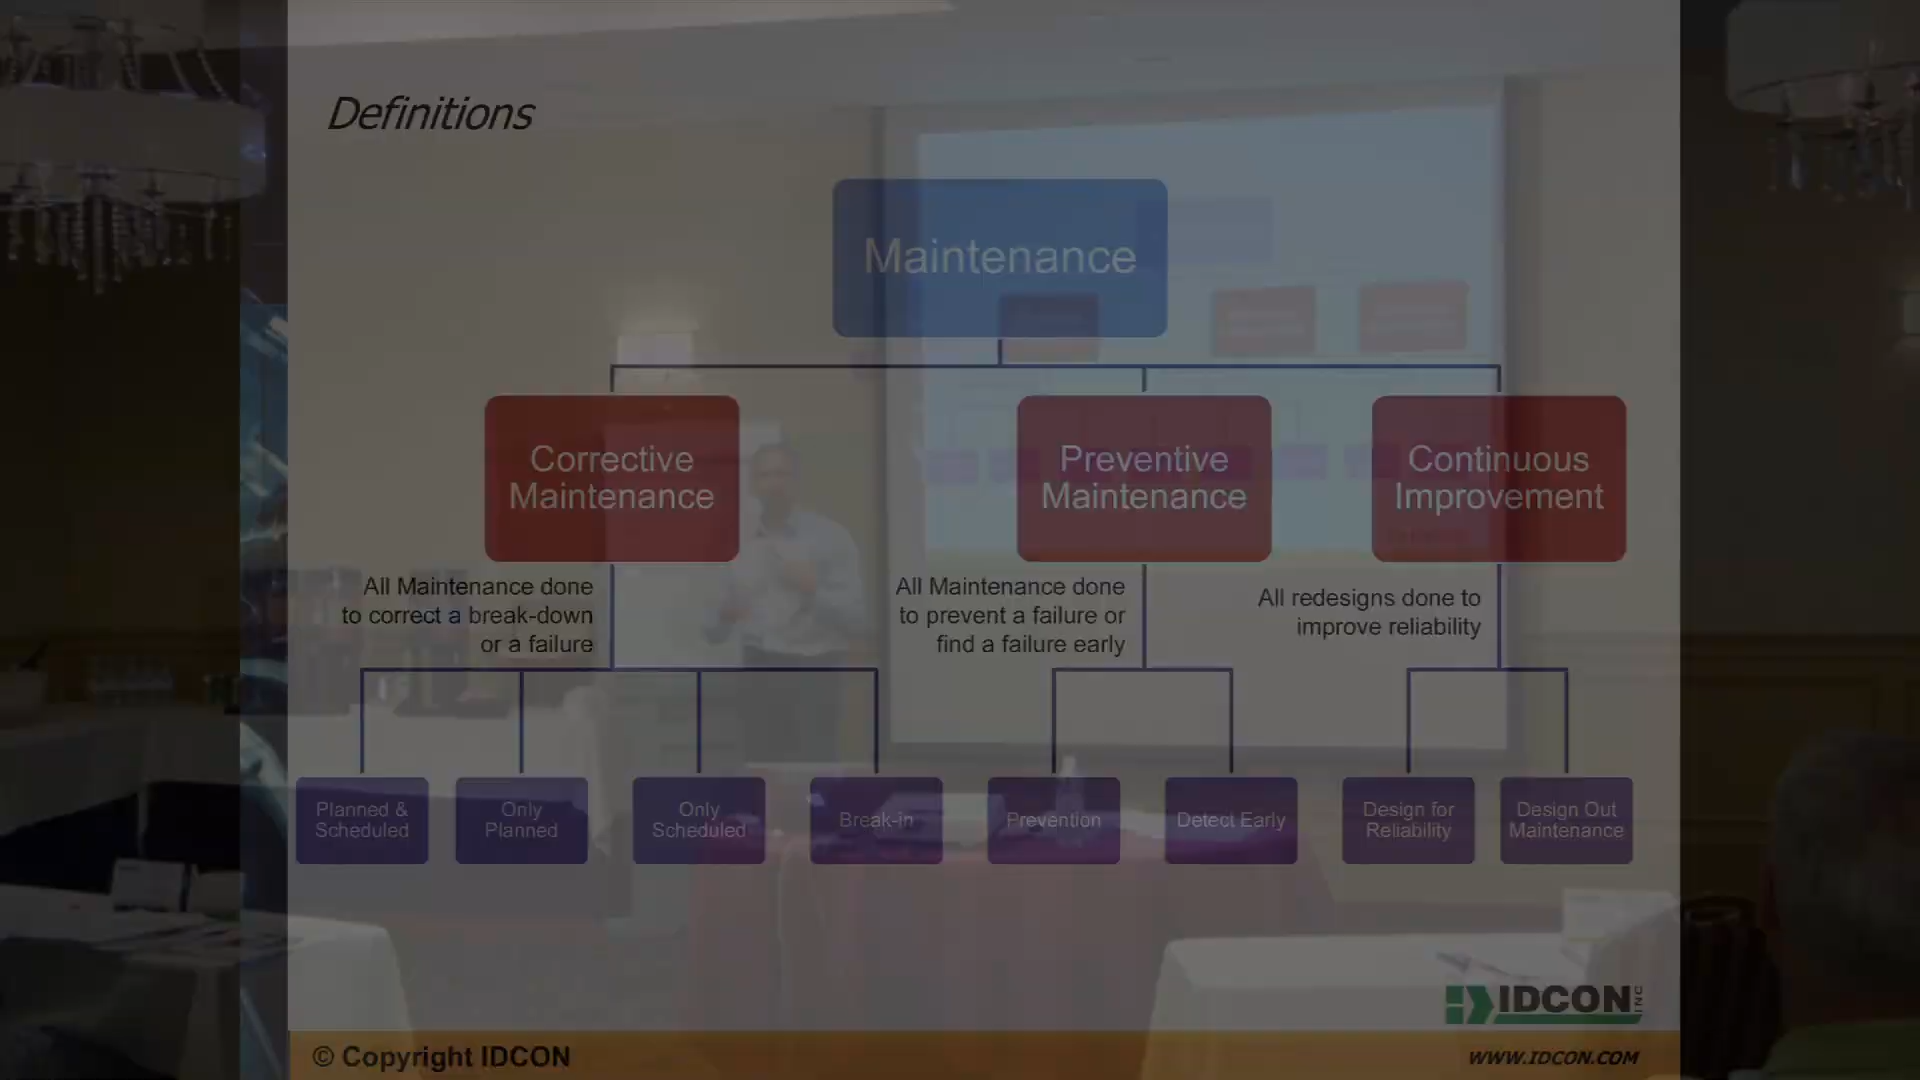 Definitions
Maintenance
Corrective
Maintenance
Preventive
Maintenance
Continuous
Improvement
All Maintenance done
to correct a break-down
or a failure
All Maintenance done
to prevent a failure or
find a failure early
All redesigns done to
improve reliability
Planned &
Scheduled
Only
Planned
Only
Scheduled
Break-in
Prevention
Detect Early
Design for
Reliability
Design Out
Maintenance
IDCON INC
© Copyright IDCON
WWW.IDCON.COM